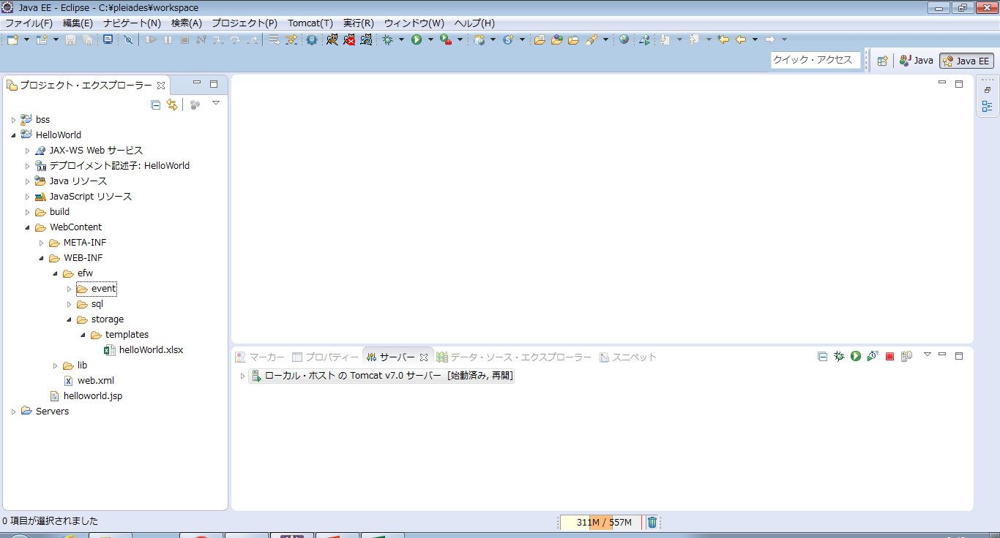 Java EE - Eclipse - C:¥pleiades¥workspace
ファイル(F) 編集(E) ナビゲート(N) 検索(A) プロジェクト(P) Tomcat(T) 実行(R) ウィンドウ(W) ヘルプ(H)
クイック・アクセス Java Java EE
プロジェクト・エクスプローラー
bss
HelloWorld
JAX-WS Web サービス
デプロイメント記述子: HelloWorld
3.0
Java リソース
JavaScript リソース
build
WebContent
META-INF
WEB-INF
efw
event
sql
storage
templates
helloWorld.xlsx
lib
web.xml
helloworld.jsp
Servers
マーカー プロパティー サーバー データ・ソース・エクスプローラー スニペット
ローカル・ホスト の Tomcat v7.0 サーバー [始動済み, 再開]
0 項目が選択されました
311M / 557M